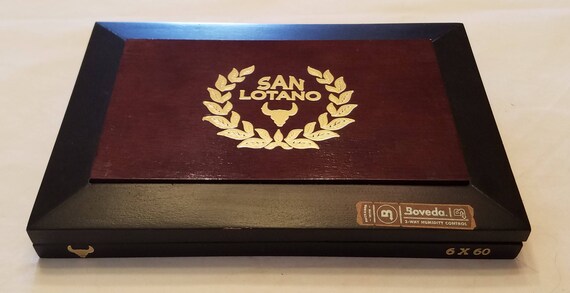 SAN
LOTANO
Boveda
2-WAY HUMIDITY CONTROL
6 X 60